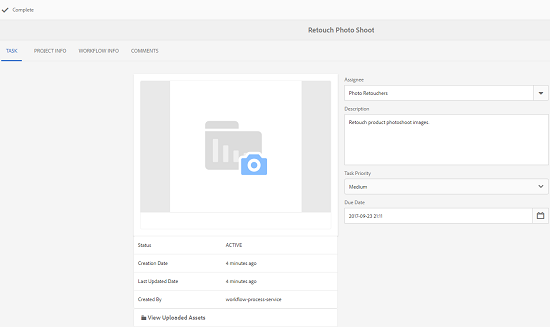 Complete
Retouch Photo Shoot
TASK PROJECT INFO WORKFLOW INFO COMMENTS
Assignee
Photo Retouchers
Description
Retouch product photoshoot images.
Task Priority
Medium
Due Date
2017-09-23 21:11
Status ACTIVE
Creation Date 4 minutes ago
Last Updated Date 4 minutes ago
Created By workflow-process-service
View Uploaded Assets